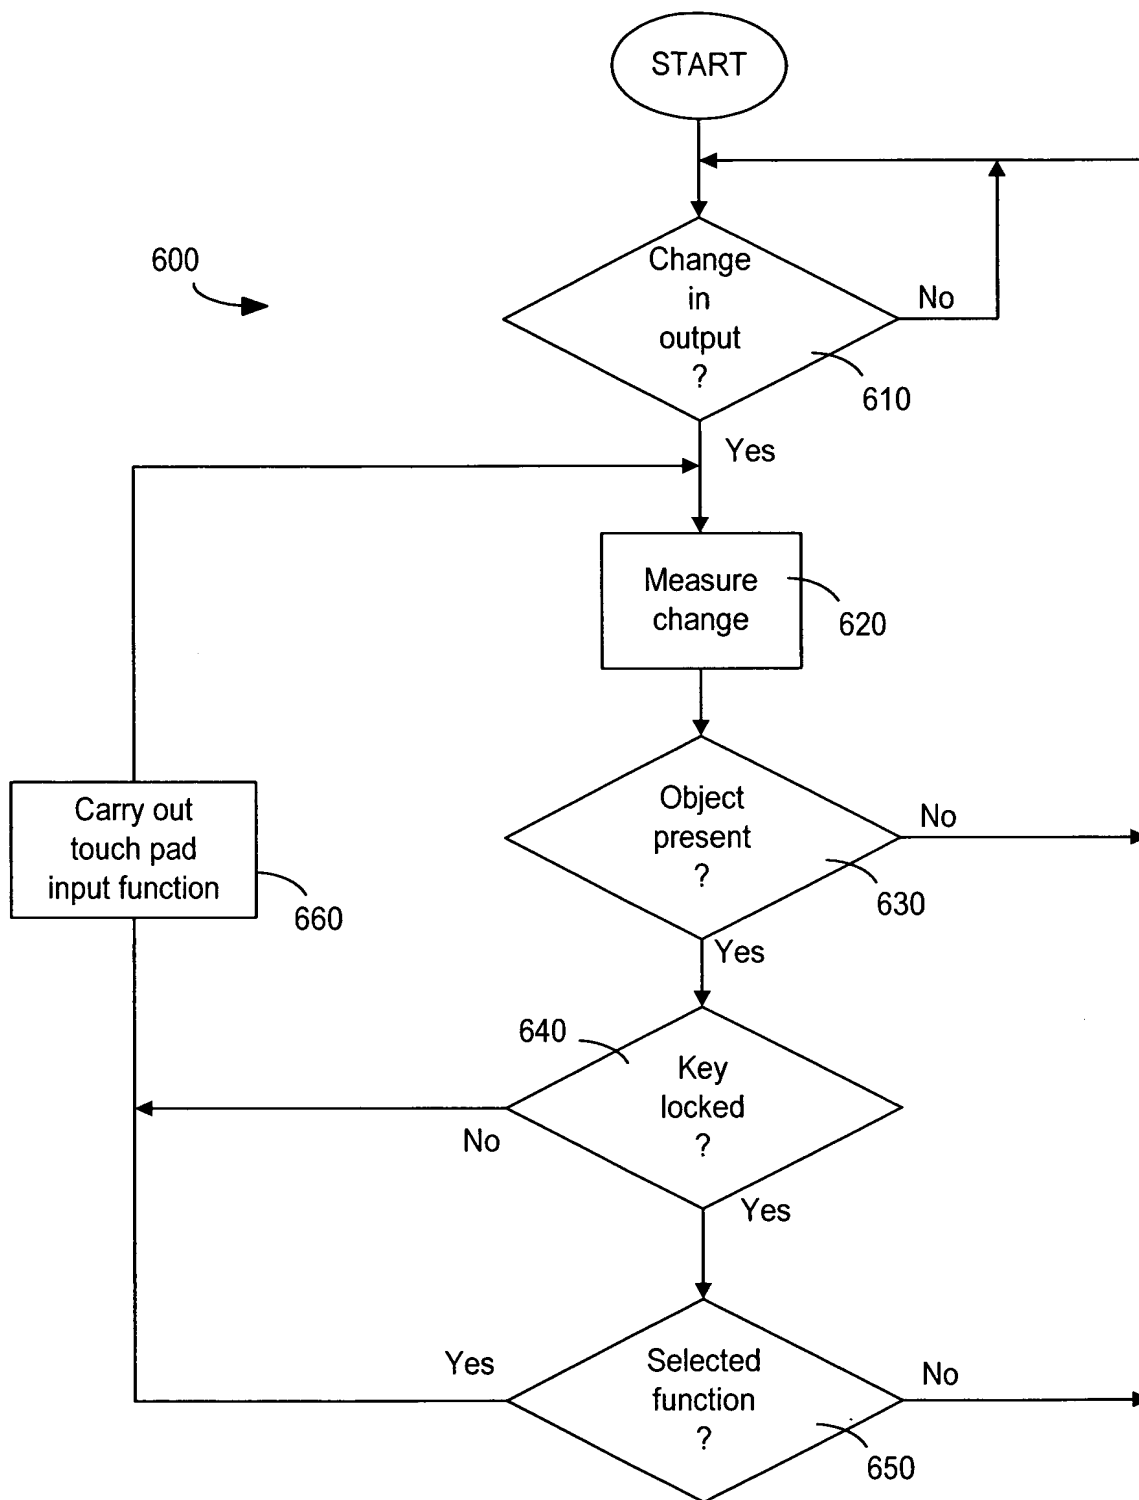 START
600
Change
in
output
?
No
610
Yes
Measure
change
620
Object
present
?
No
630
Yes
Carry out
touch pad
input function
660
640
Key
locked
?
No
Yes
Yes
Selected
function
?
No
650